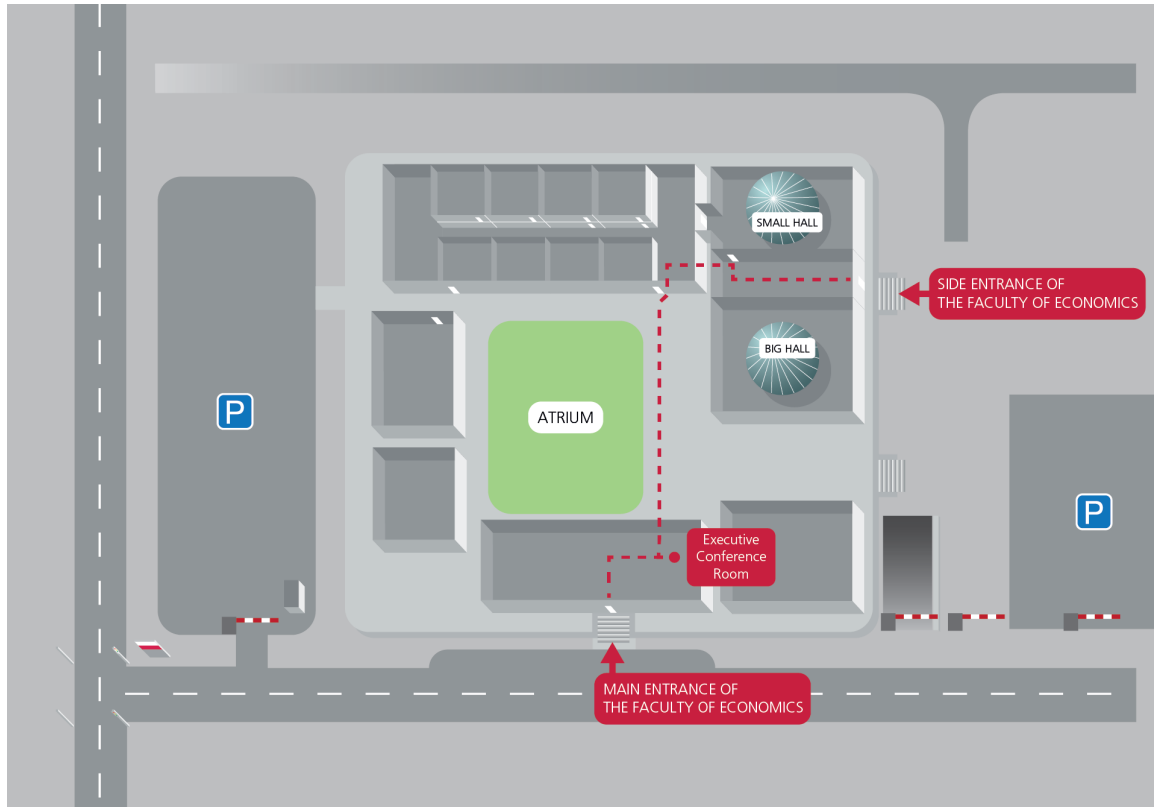 SMALL HALL
SIDE ENTRANCE OF
THE FACULTY OF ECONOMICS
BIG HALL
P
ATRIUM
P
Executive
Conference
Room
MAIN ENTRANCE OF
THE FACULTY OF ECONOMICS